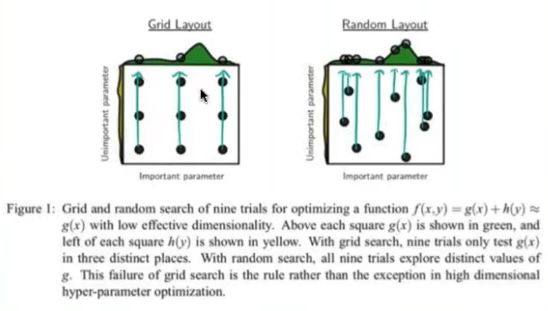 Grid Layout
Random Layout
Unimportant parameter
Unimportant parameter
Important parameter
Important parameter
Figure 1: Grid and random search of nine trials for optimizing a function f(x,y) = g(x) + h(y) ≈
g(x) with low effective dimensionality. Above each square g(x) is shown in green, and
left of each square h(y) is shown in yellow. With grid search, nine trials only test g(x)
in three distinct places. With random search, all nine trials explore distinct values of
g. This failure of grid search is the rule rather than the exception in high dimensional
hyper-parameter optimization.